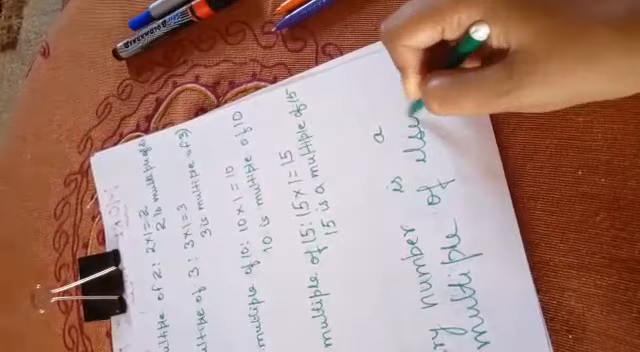 multiple of 2: 2×1=2
2 is multiple of 2
multiple of 3: 3×1=3
3 is multiple of 3)
multiple of 10: 10×1=10
10 is multiple of 10
multiple of 15: 15×1=15
15 is a multiple of 15
ry number is a
multiple of itse